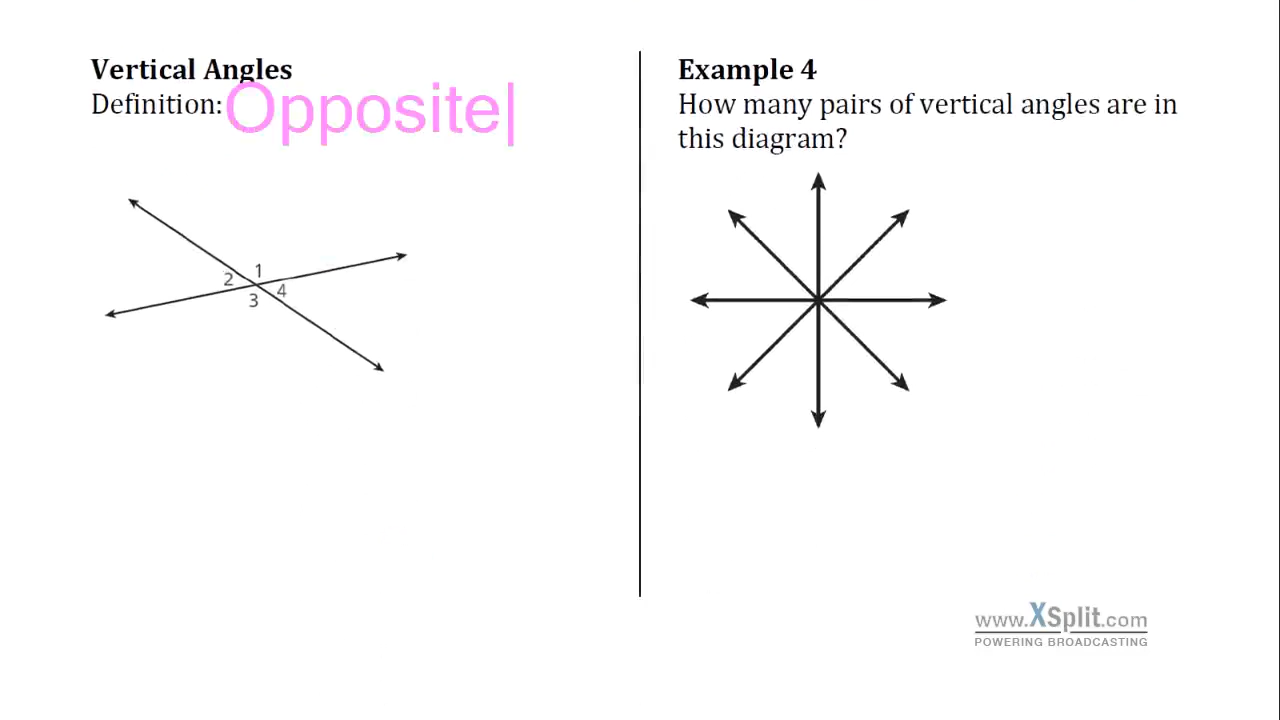 Vertical Angles
Definition: Opposite
1
2
4
3
Example 4
How many pairs of vertical angles are in
this diagram?
www.XSplit.com
POWERING BROADCASTING